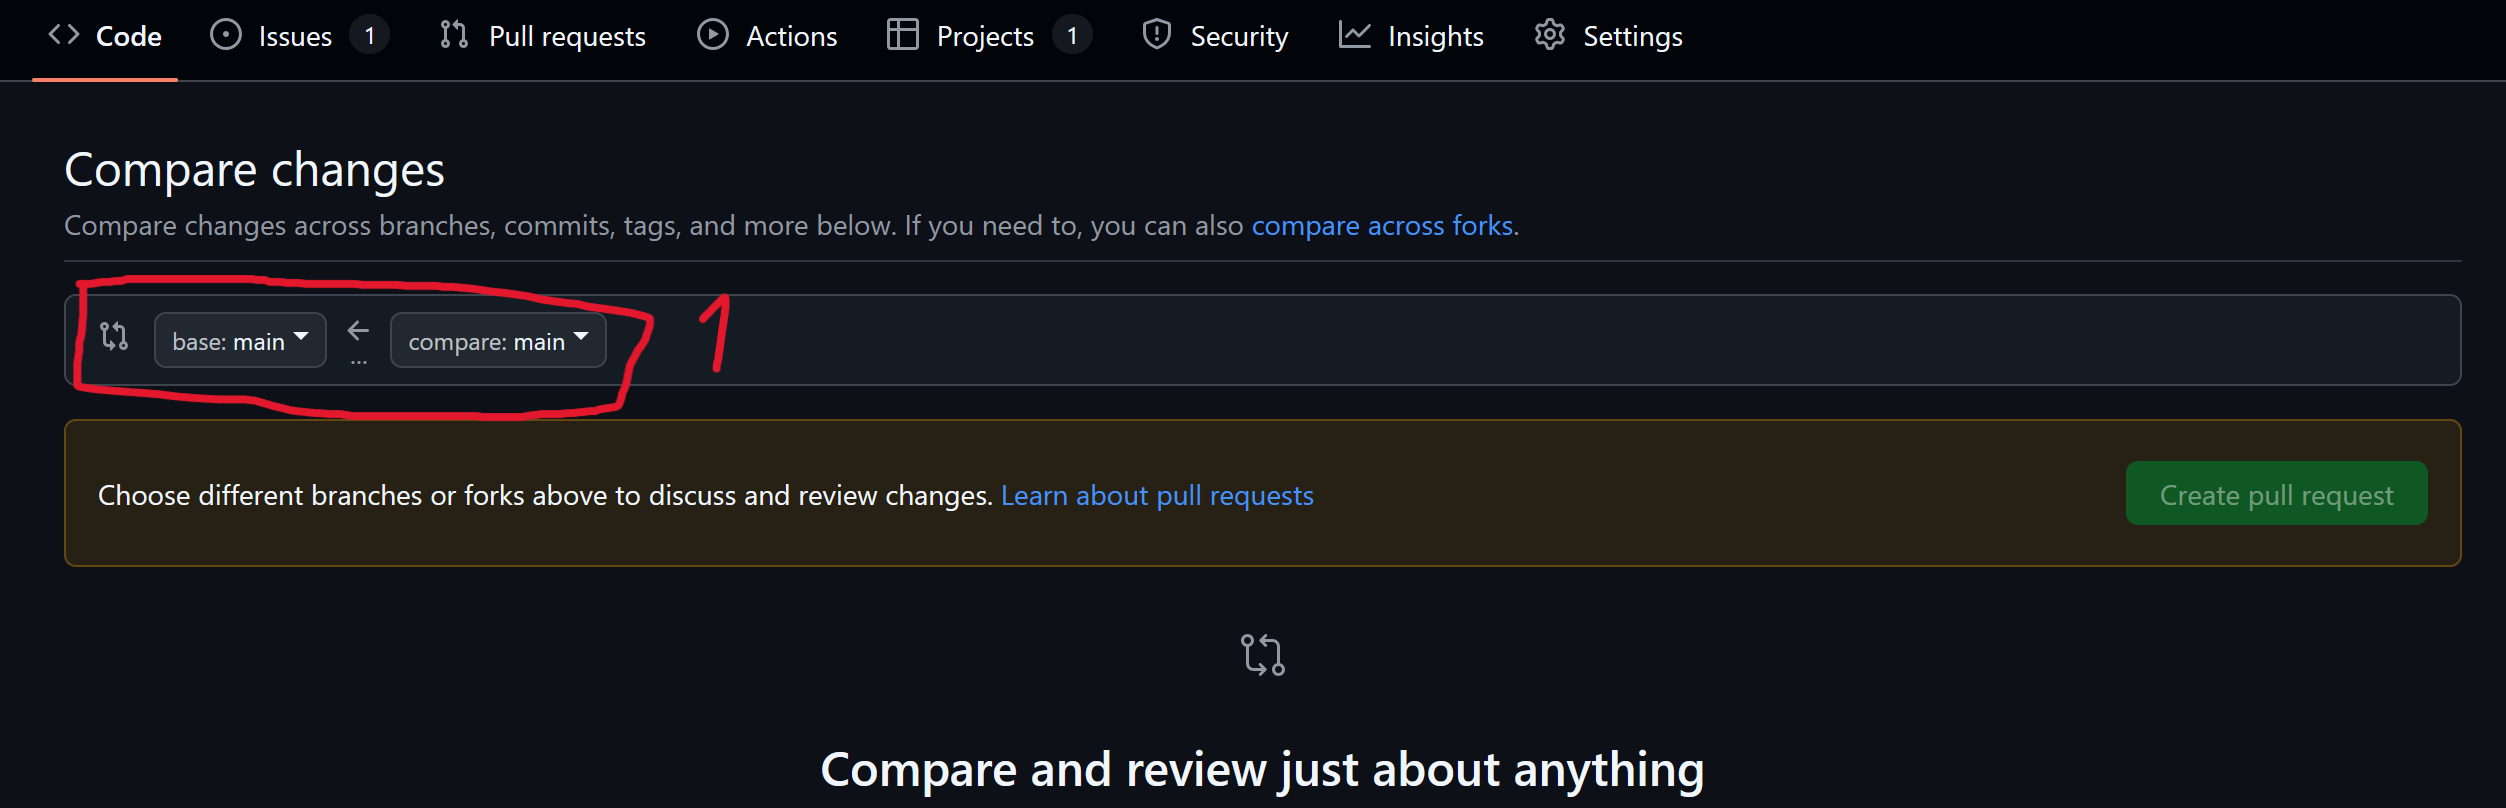 Code Issues 1 Pull requests Actions Projects 1 Security Insights Settings
Compare changes
Compare changes across branches, commits, tags, and more below. If you need to, you can also compare across forks.
base: main ... compare: main 1
Choose different branches or forks above to discuss and review changes. Learn about pull requests Create pull request
Compare and review just about anything